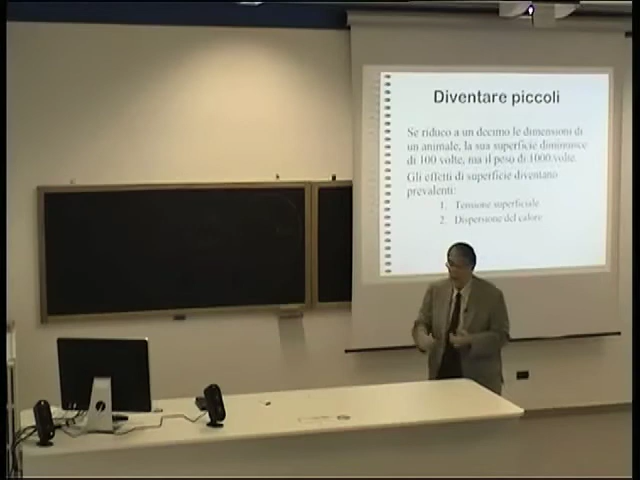 Diventare piccoli
Se riduco a un decimo le dimensioni di
un animale, la sua superficie diminuisce
di 100 volte, ma il peso di 1000 volte.
Gli effetti di superficie diventano
prevalenti:
1. Tensione superficiale
2. Dispersione del calore